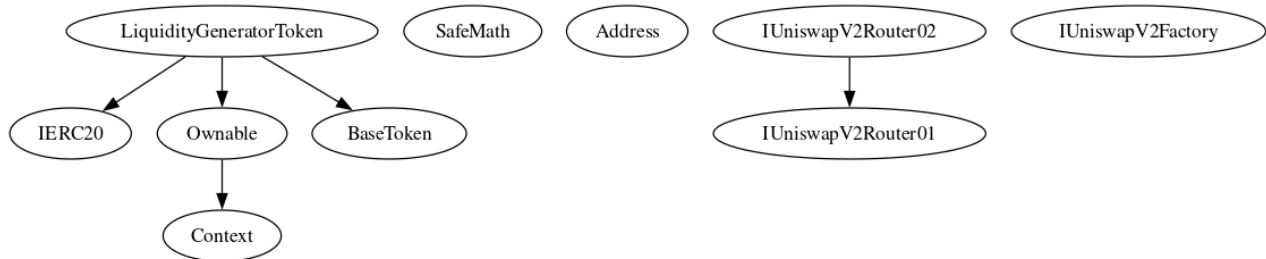 LiquidityGeneratorToken SafeMath Address IUniswapV2Router02 IUniswapV2Factory
IERC20 Ownable BaseToken IUniswapV2Router01
Context